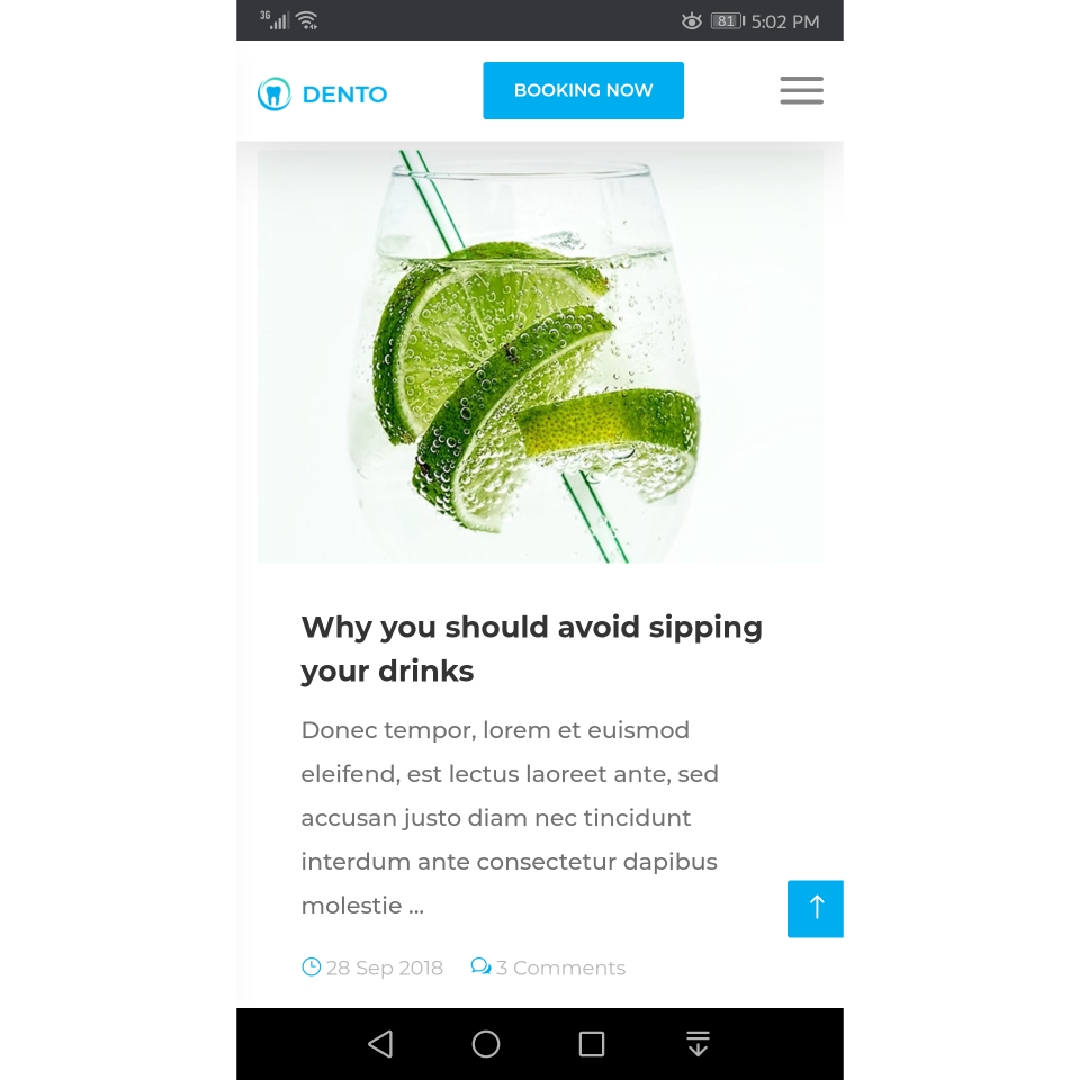 3G 81 5:02 PM
DENTO BOOKING NOW
Why you should avoid sipping
your drinks
Donec tempor, lorem et euismod
eleifend, est lectus laoreet ante, sed
accusan justo diam nec tincidunt
interdum ante consectetur dapibus
molestie ...
28 Sep 2018 3 Comments